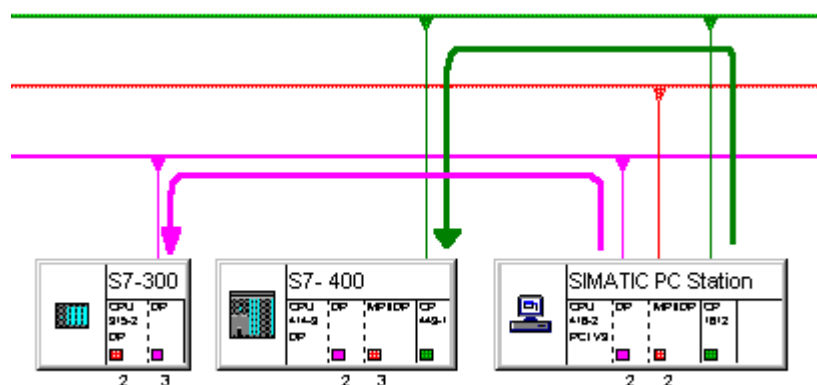 S7-300
CPU 315-2 DP
DP
2 3
S7- 400
CPU 414-3 DP
DP
MPI/DP
CP 443-1
2 3
SIMATIC PC Station
CPU 416-2 PCI V3
DP
MPI/DP
CP 1612
2 2